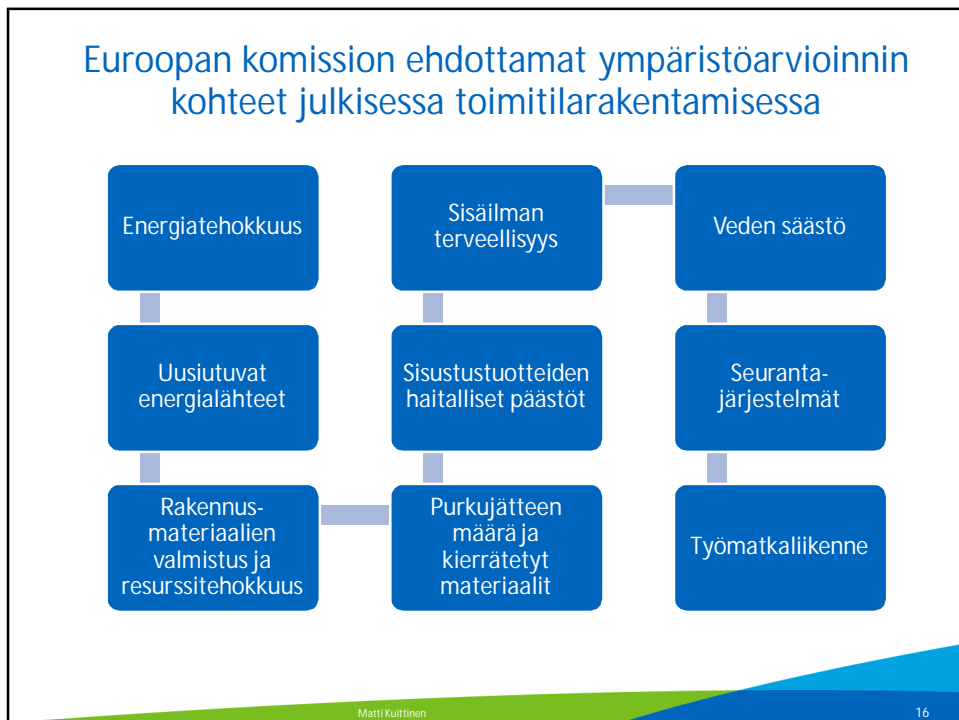 Euroopan komission ehdottamat ympäristöarvioinnin
kohteet julkisessa toimitilarakentamisessa
Energiatehokkuus
Uusiutuvat
energialähteet
Rakennus-
materiaalien
valmistus ja
resurssitehokkuus
Purkujätteen
määrä ja
kierrätetyt
materiaalit
Sisustustuotteiden
haitalliset päästöt
Sisäilman
terveellisyys
Veden säästö
Seuranta-
järjestelmät
Työmatkaliikenne
Matti Kuittinen
16